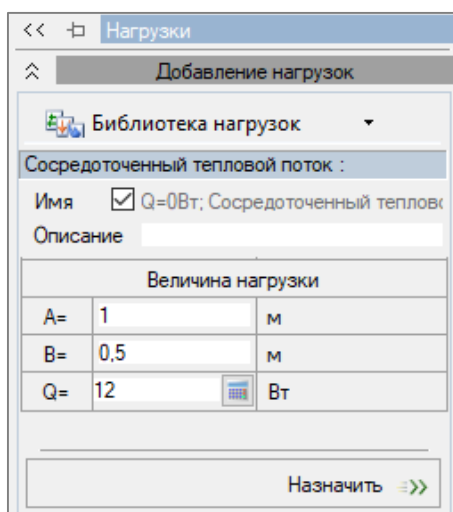 << Нагрузки
Добавление нагрузок
Библиотека нагрузок
Сосредоточенный тепловой поток :
Имя Q=0Вт; Сосредоточенный теплово
Описание
Величина нагрузки
A= 1 м
B= 0,5 м
Q= 12 Вт
Назначить